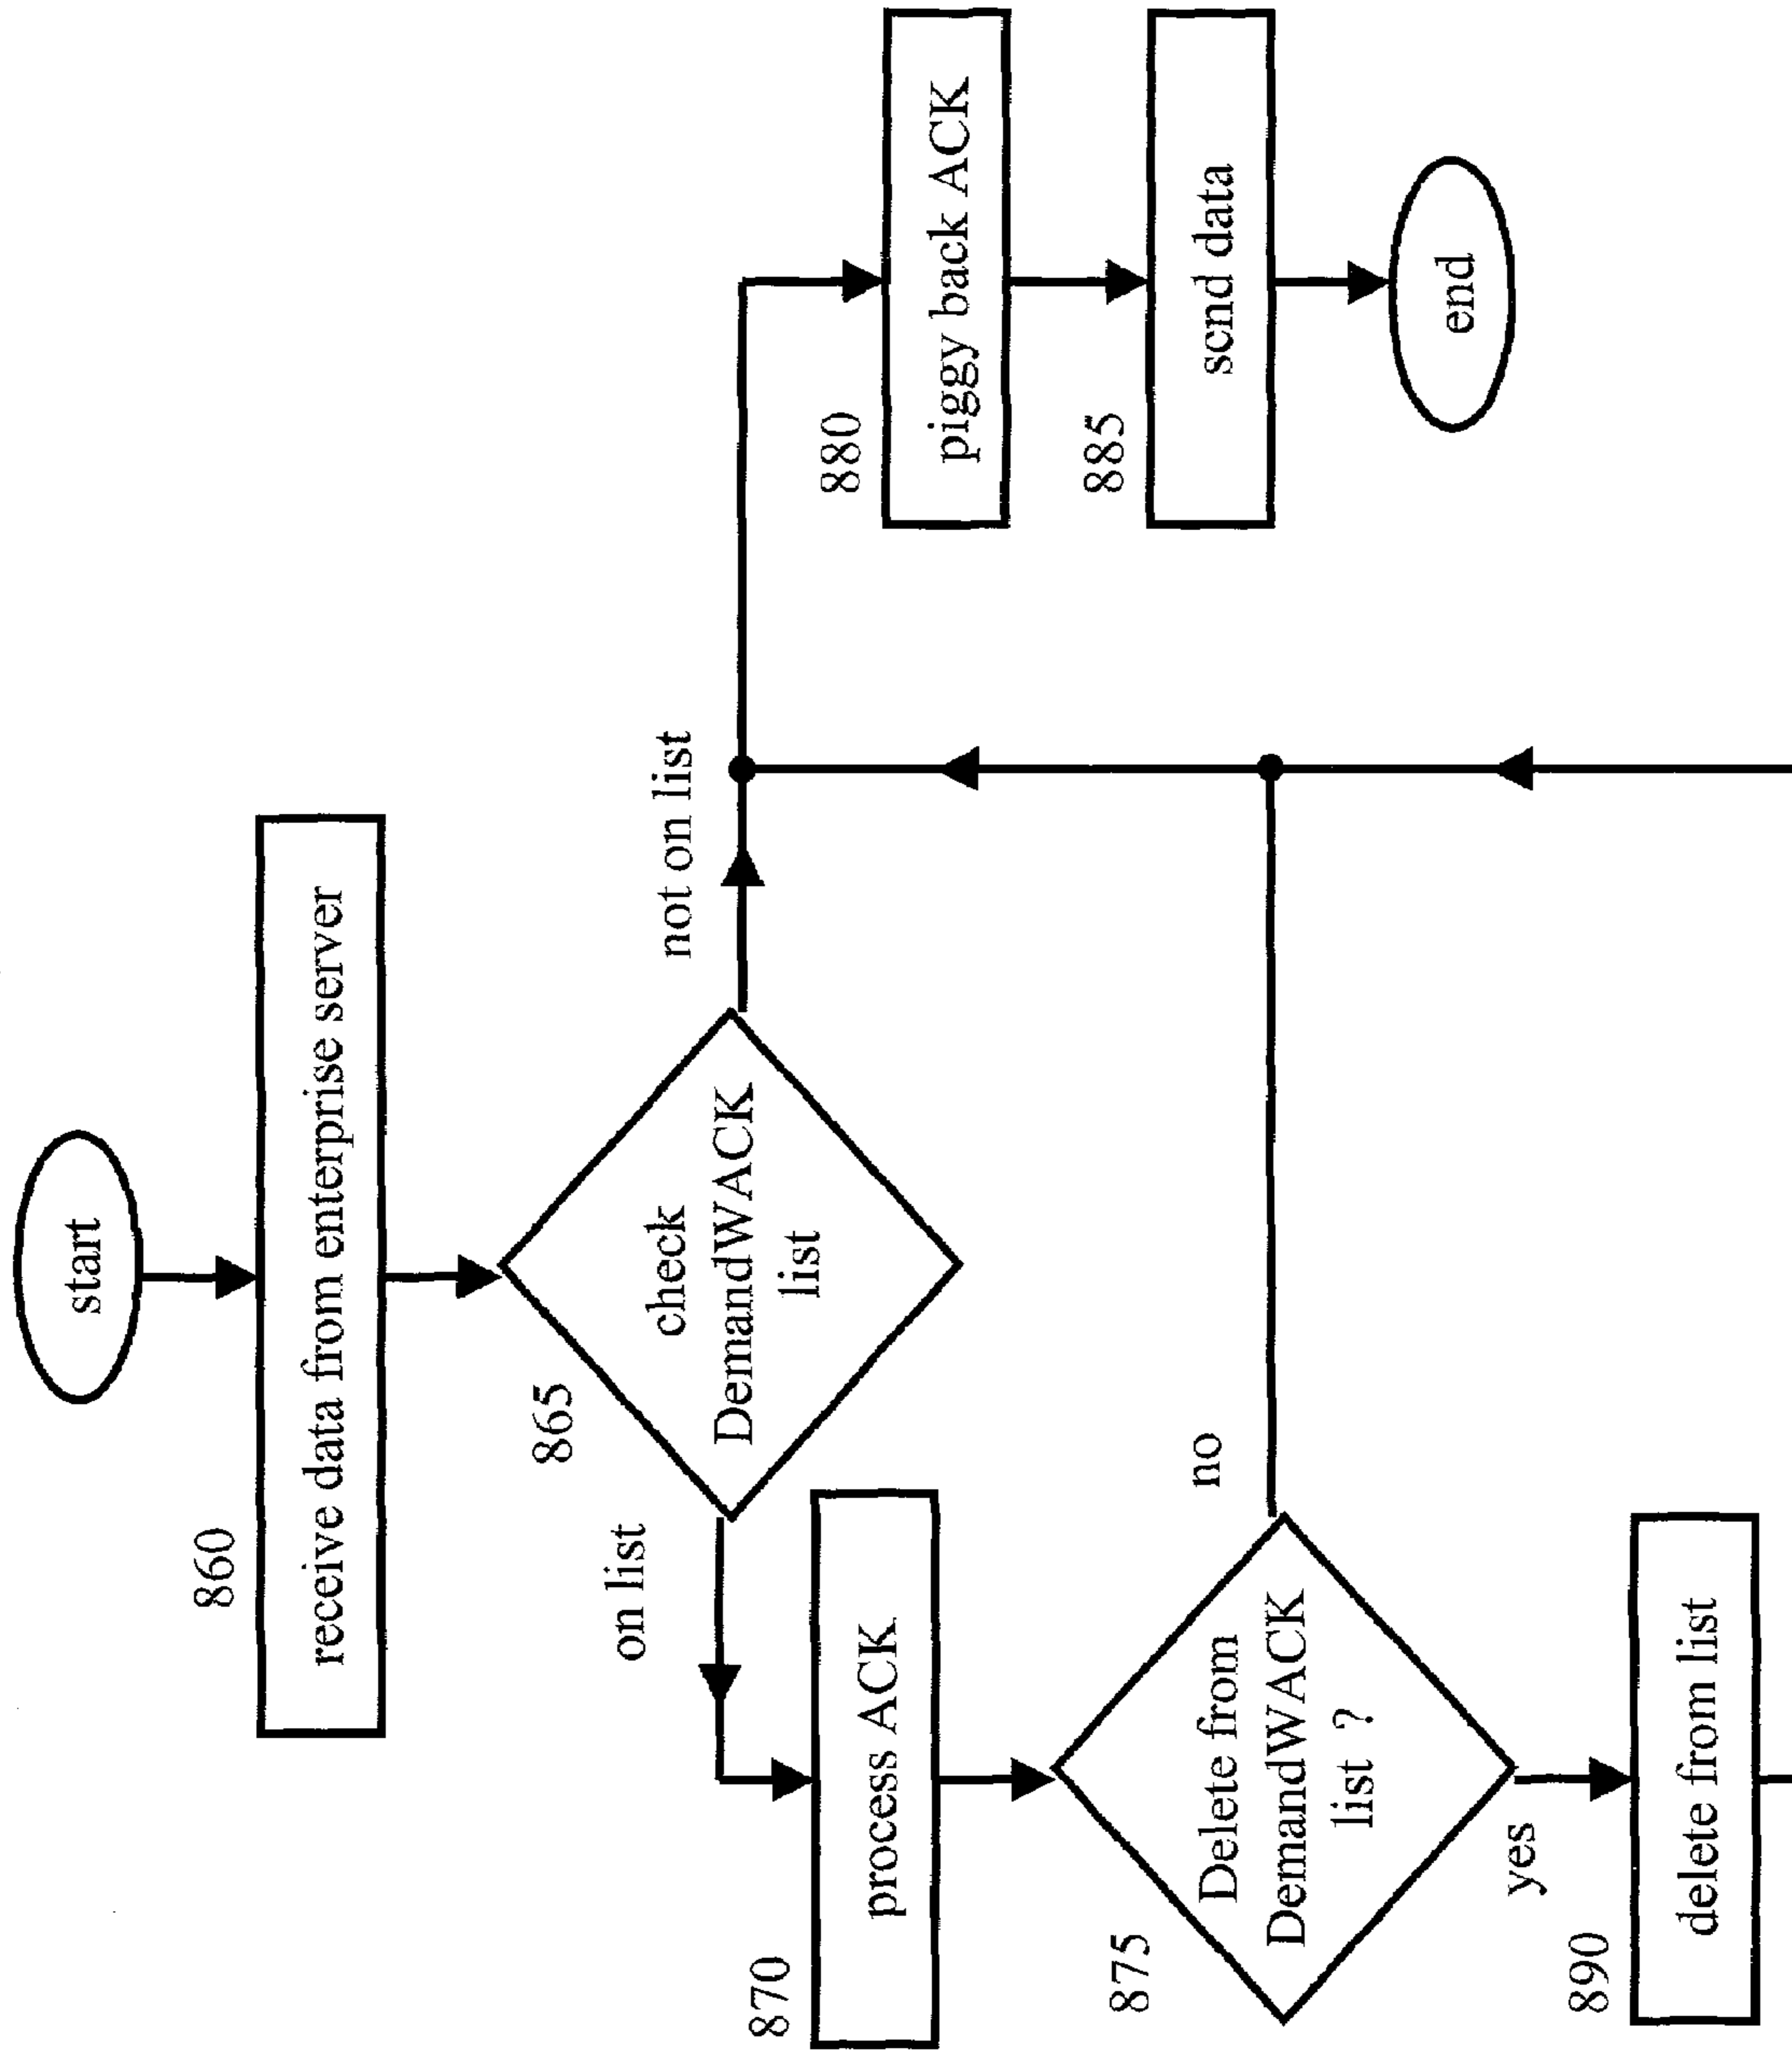 start
860
receive data from enterprise server
865
check
DemandWACK
list
on list
not on list
870
process ACK
875
Delete from
DemandWACK
list ?
no
yes
890
delete from list
880
piggy back ACK
885
send data
end